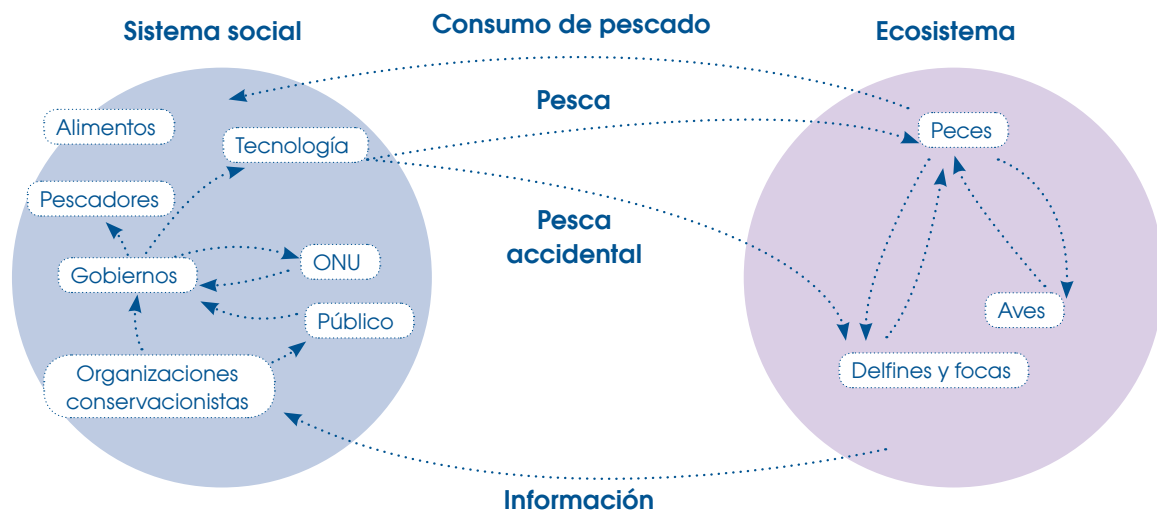 Sistema social
Consumo de pescado
Ecosistema
Pesca
Alimentos
Tecnología
Peces
Pescadores
Pesca
accidental
Gobiernos
ONU
Público
Aves
Organizaciones
conservacionistas
Delfines y focas
Información